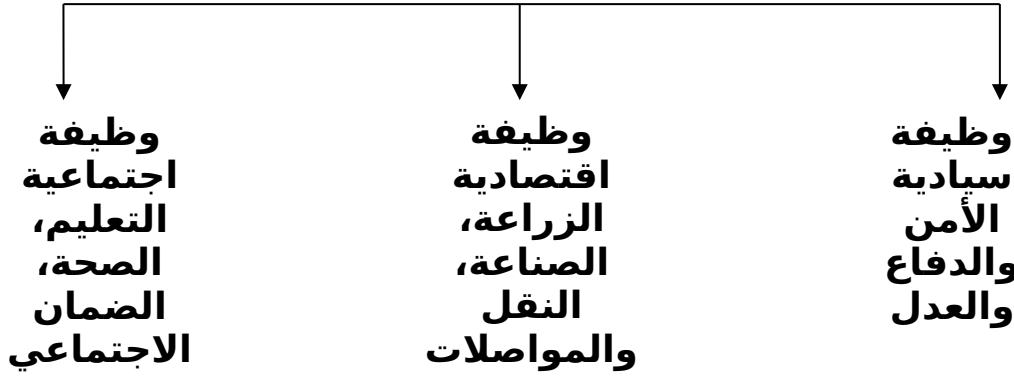 وظيفة
سيادية
الأمن
والدفاع
والعدل
وظيفة
اقتصادية
الزراعة،
الصناعة،
النقل
والمواصلات
وظيفة
اجتماعية
التعليم،
الصحة،
الضمان
الاجتماعي